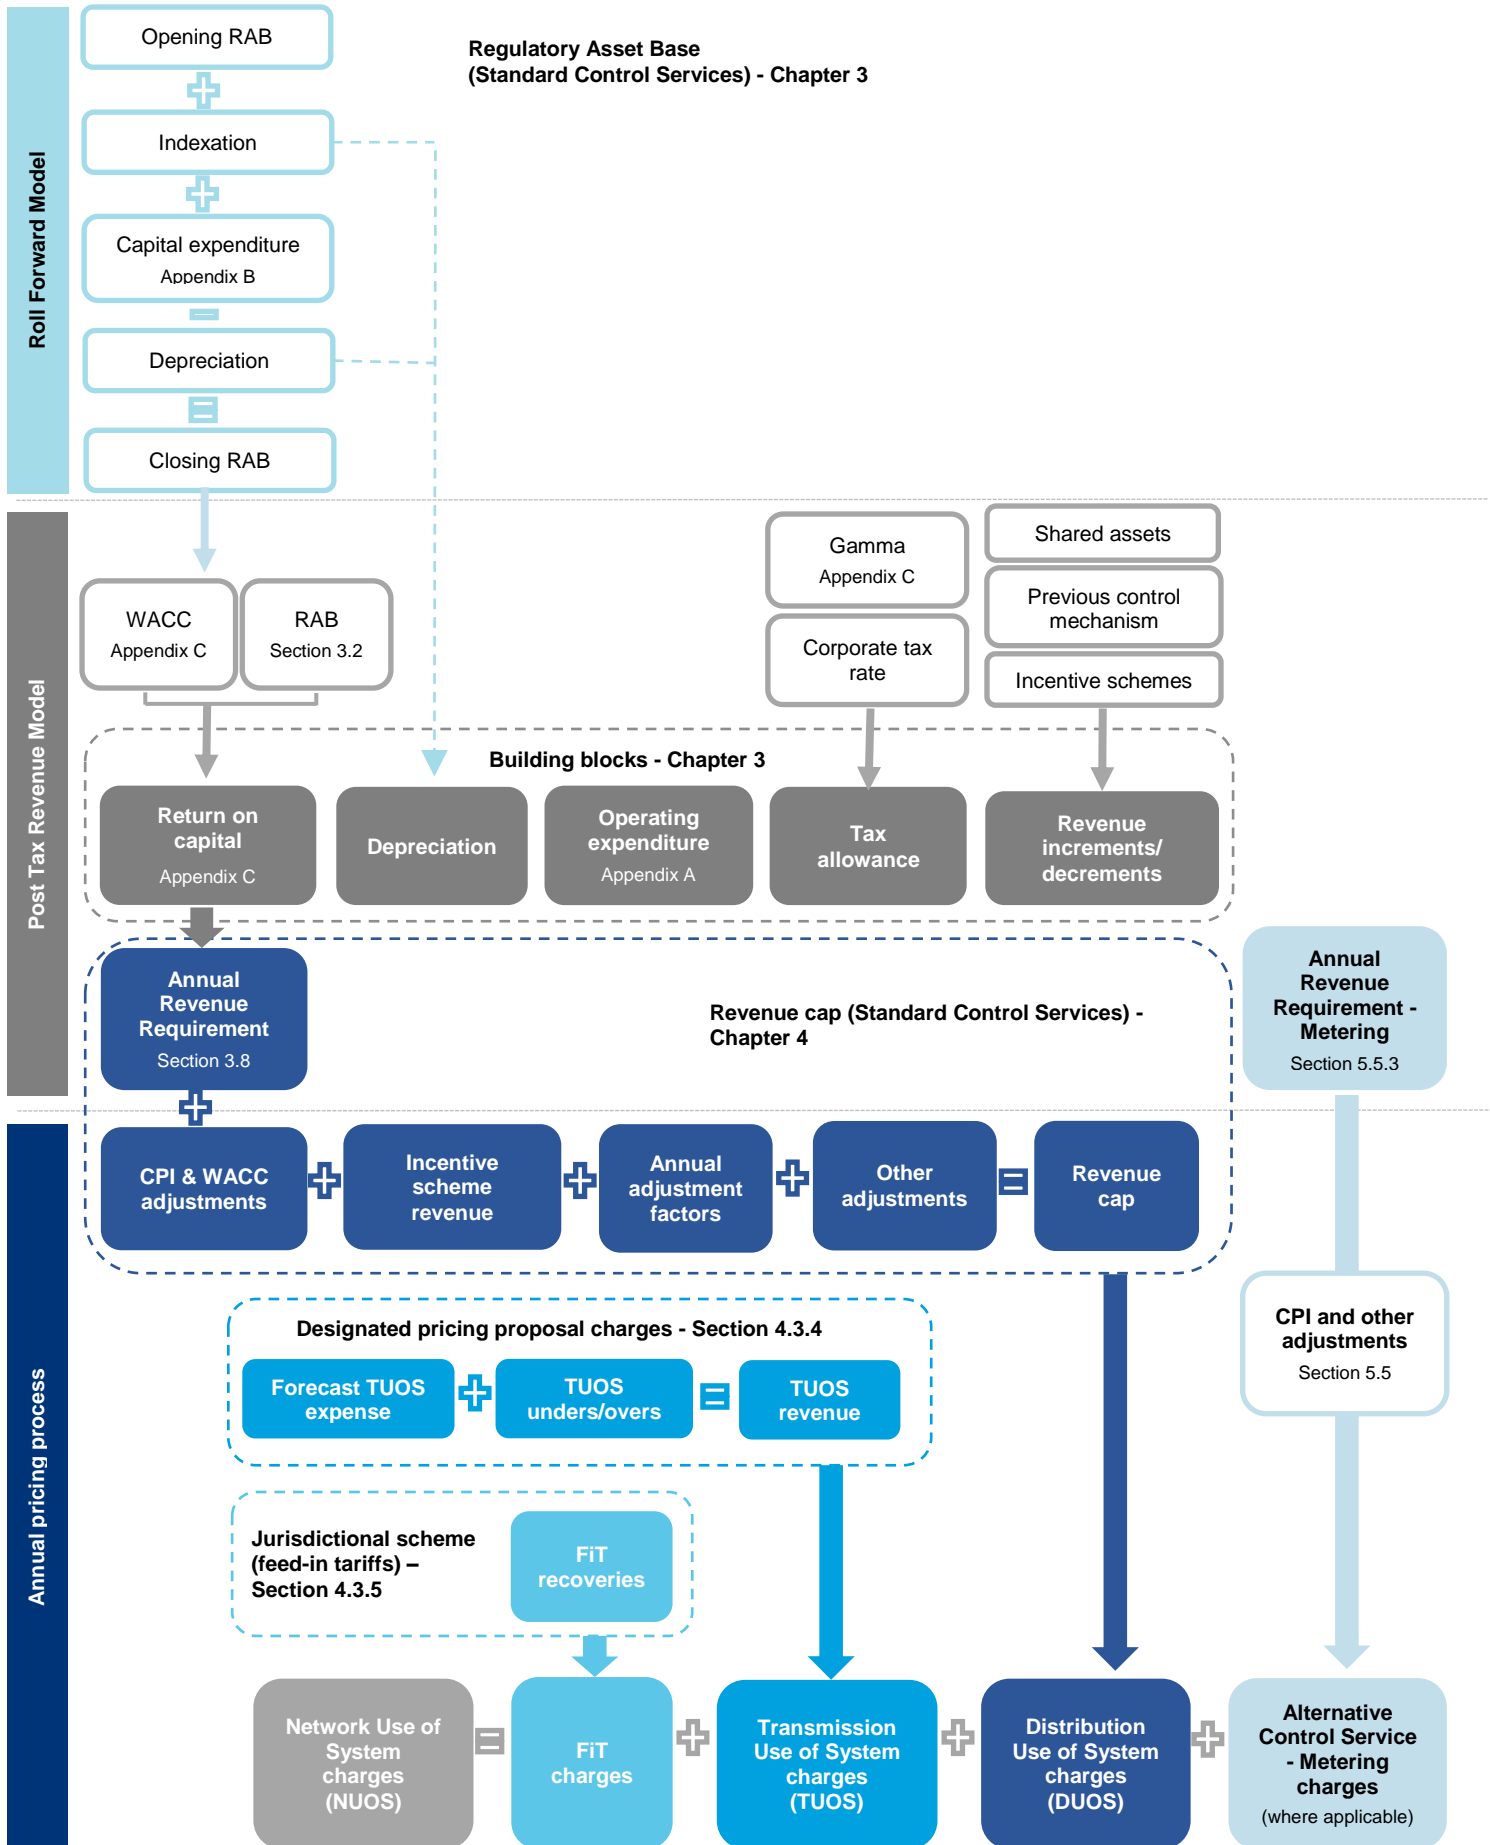 Roll Forward Model
Opening RAB
Regulatory Asset Base
(Standard Control Services) - Chapter 3
Indexation
Capital expenditure
Appendix B
Depreciation
Closing RAB
Post Tax Revenue Model
WACC
Appendix C
RAB
Section 3.2
Gamma
Appendix C
Corporate tax
rate
Shared assets
Previous control
mechanism
Incentive schemes
Building blocks - Chapter 3
Return on
capital
Appendix C
Depreciation
Operating
expenditure
Appendix A
Tax
allowance
Revenue
increments/
decrements
Annual
Revenue
Requirement
Section 3.8
Revenue cap (Standard Control Services) -
Chapter 4
Annual
Revenue
Requirement -
Metering
Section 5.5.3
Annual pricing process
CPI & WACC
adjustments
Incentive
scheme
revenue
Annual
adjustment
factors
Other
adjustments
Revenue
cap
CPI and other
adjustments
Section 5.5
Designated pricing proposal charges - Section 4.3.4
Forecast TUOS
expense
TUOS
unders/overs
TUOS
revenue
Jurisdictional scheme
(feed-in tariffs) –
Section 4.3.5
FiT
recoveries
Network Use of
System
charges
(NUOS)
FiT
charges
Transmission
Use of System
charges
(TUOS)
Distribution
Use of System
charges
(DUOS)
Alternative
Control Service
- Metering
charges
(where applicable)